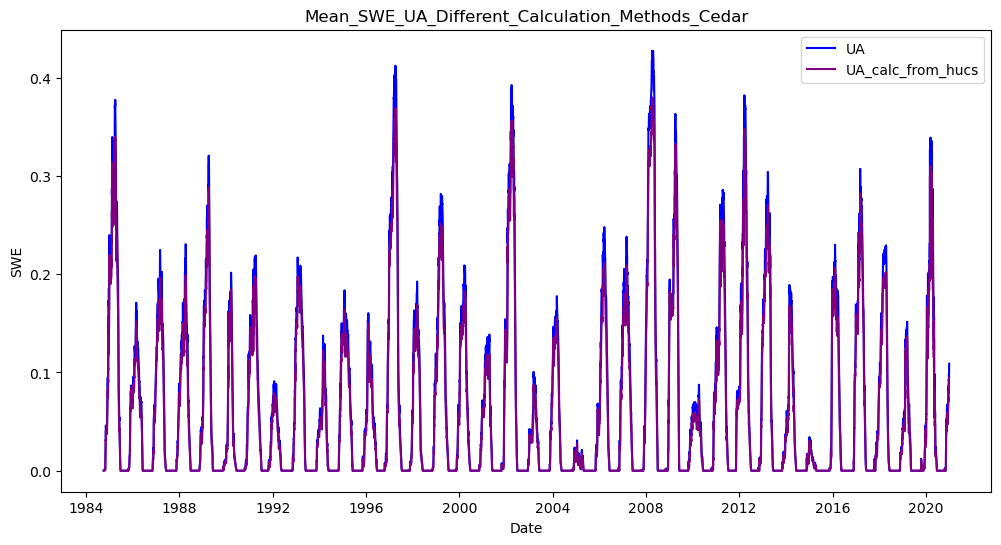 Mean_SWE_UA_Different_Calculation_Methods_Cedar
UA
UA_calc_from_hucs
SWE
0.4
0.3
0.2
0.1
0.0
1984 1988 1992 1996 2000 2004 2008 2012 2016 2020
Date